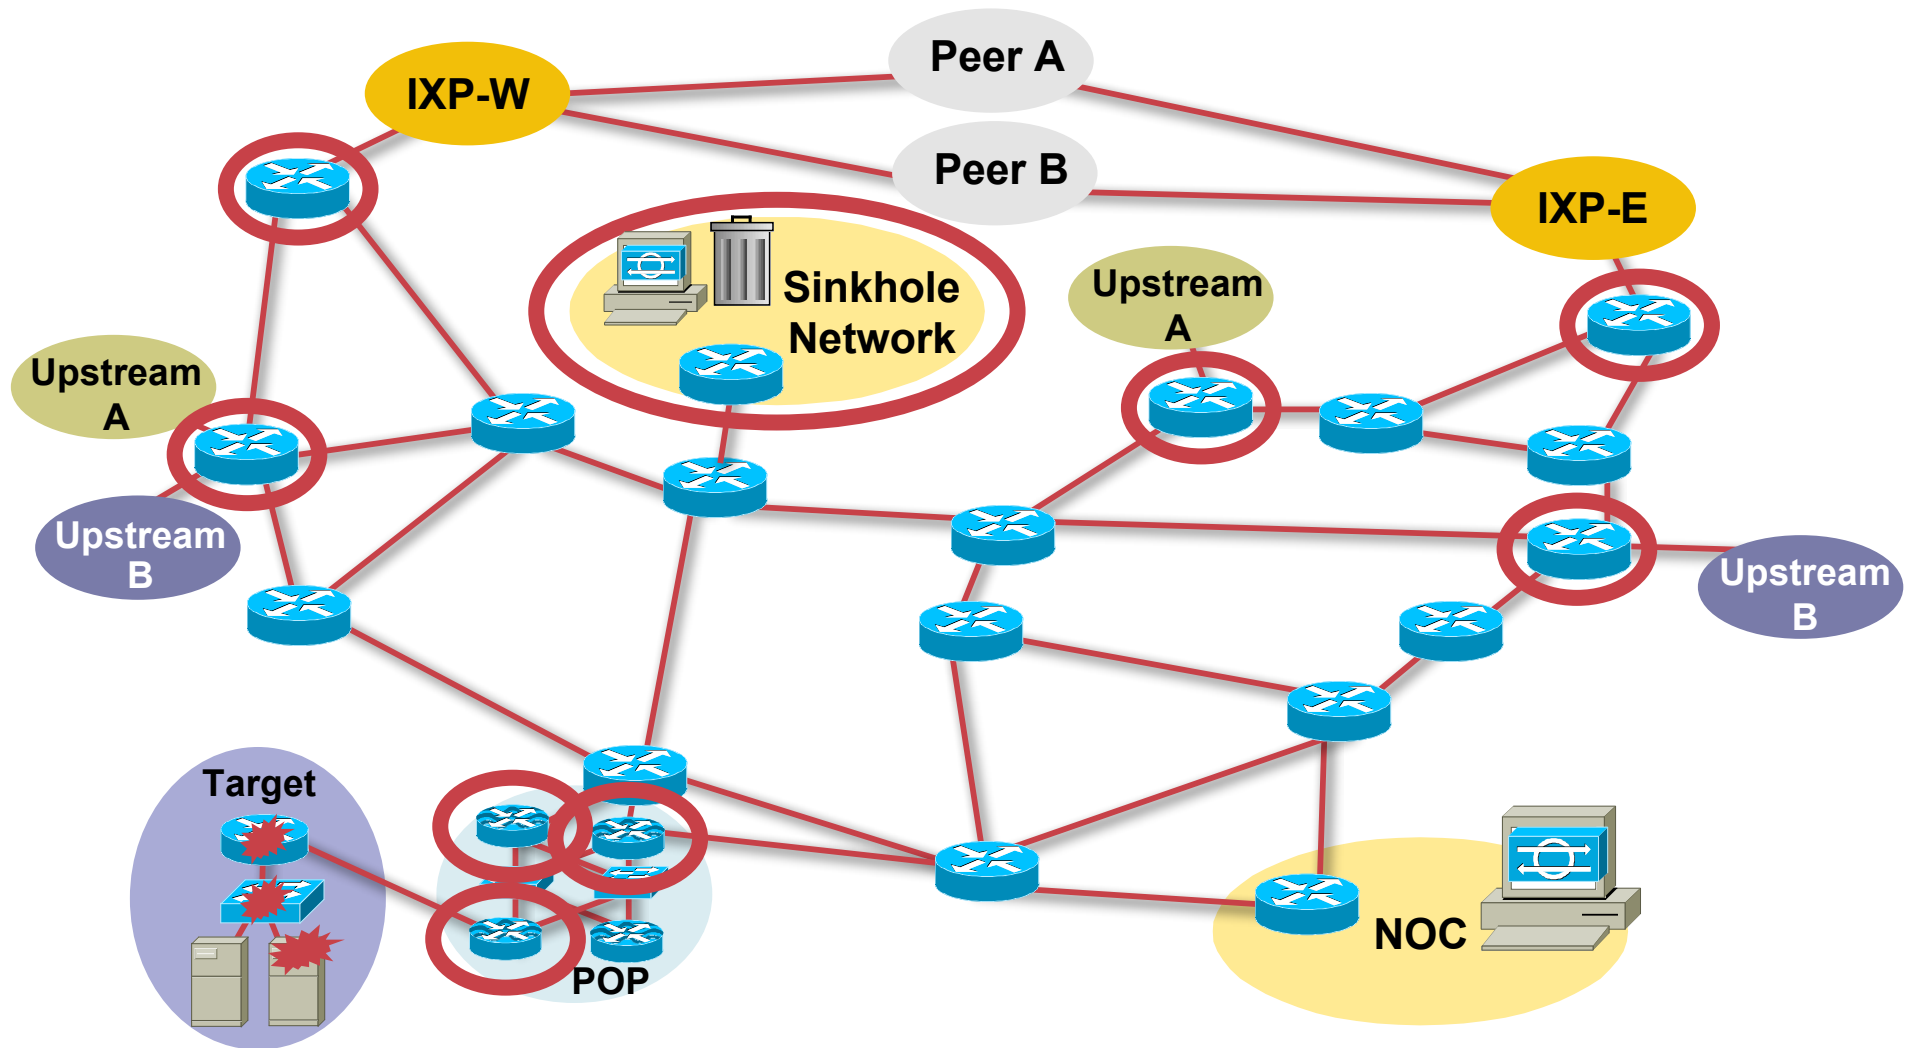 Peer A
IXP-W
Peer B
IXP-E
Sinkhole
Network
Upstream
A
Upstream
A
Upstream
B
Upstream
B
Target
NOC
POP